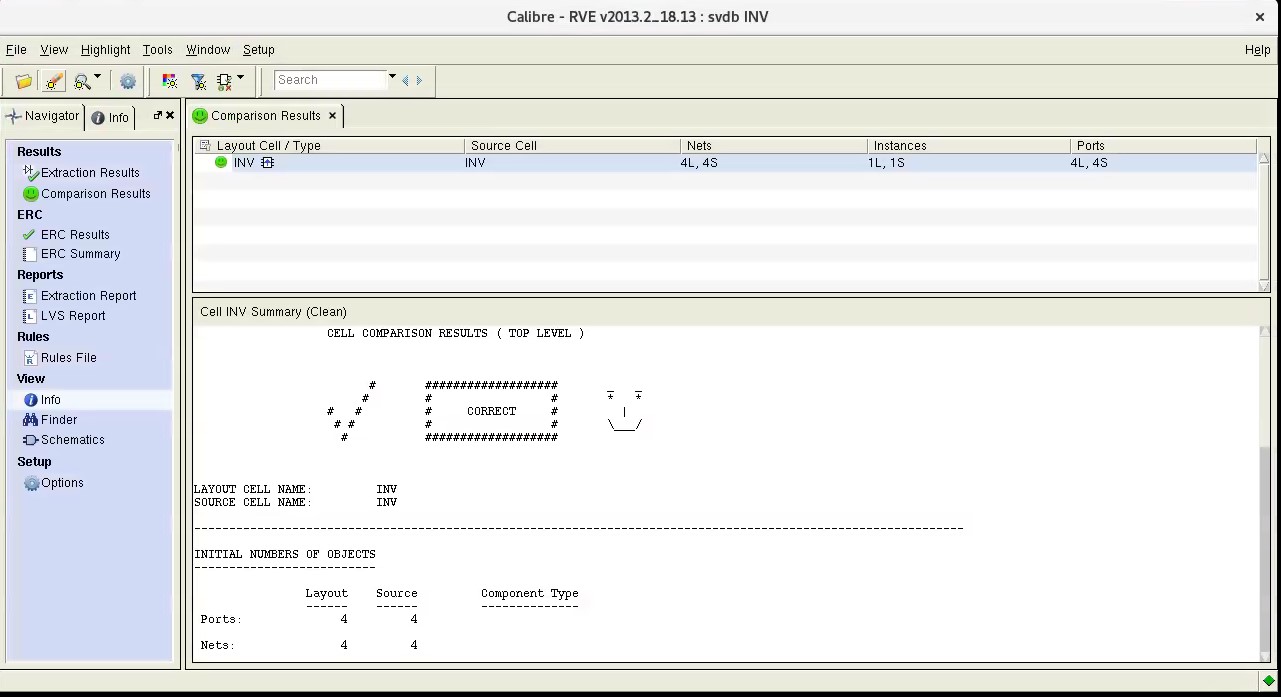 Calibre - RVE v2013.2_18.13 : svdb INV
File View Highlight Tools Window Setup Help
Search
Navigator Info
Comparison Results
Results
Extraction Results
Comparison Results
ERC
ERC Results
ERC Summary
Reports
Extraction Report
LVS Report
Rules
Rules File
View
Info
Finder
Schematics
Setup
Options
Layout Cell / Type Source Cell Nets Instances Ports
INV INV 4L, 4S 1L, 1S 4L, 4S
Cell INV Summary (Clean)
CELL COMPARISON RESULTS ( TOP LEVEL )
# ################### _ _
# # # * *
# # # CORRECT # |
# # # # \___/
# ###################
LAYOUT CELL NAME: INV
SOURCE CELL NAME: INV
--------------------------------------------------------------------------------------------------------------
INITIAL NUMBERS OF OBJECTS
--------------------------
Layout Source Component Type
------ ------ --------------
Ports: 4 4
Nets: 4 4